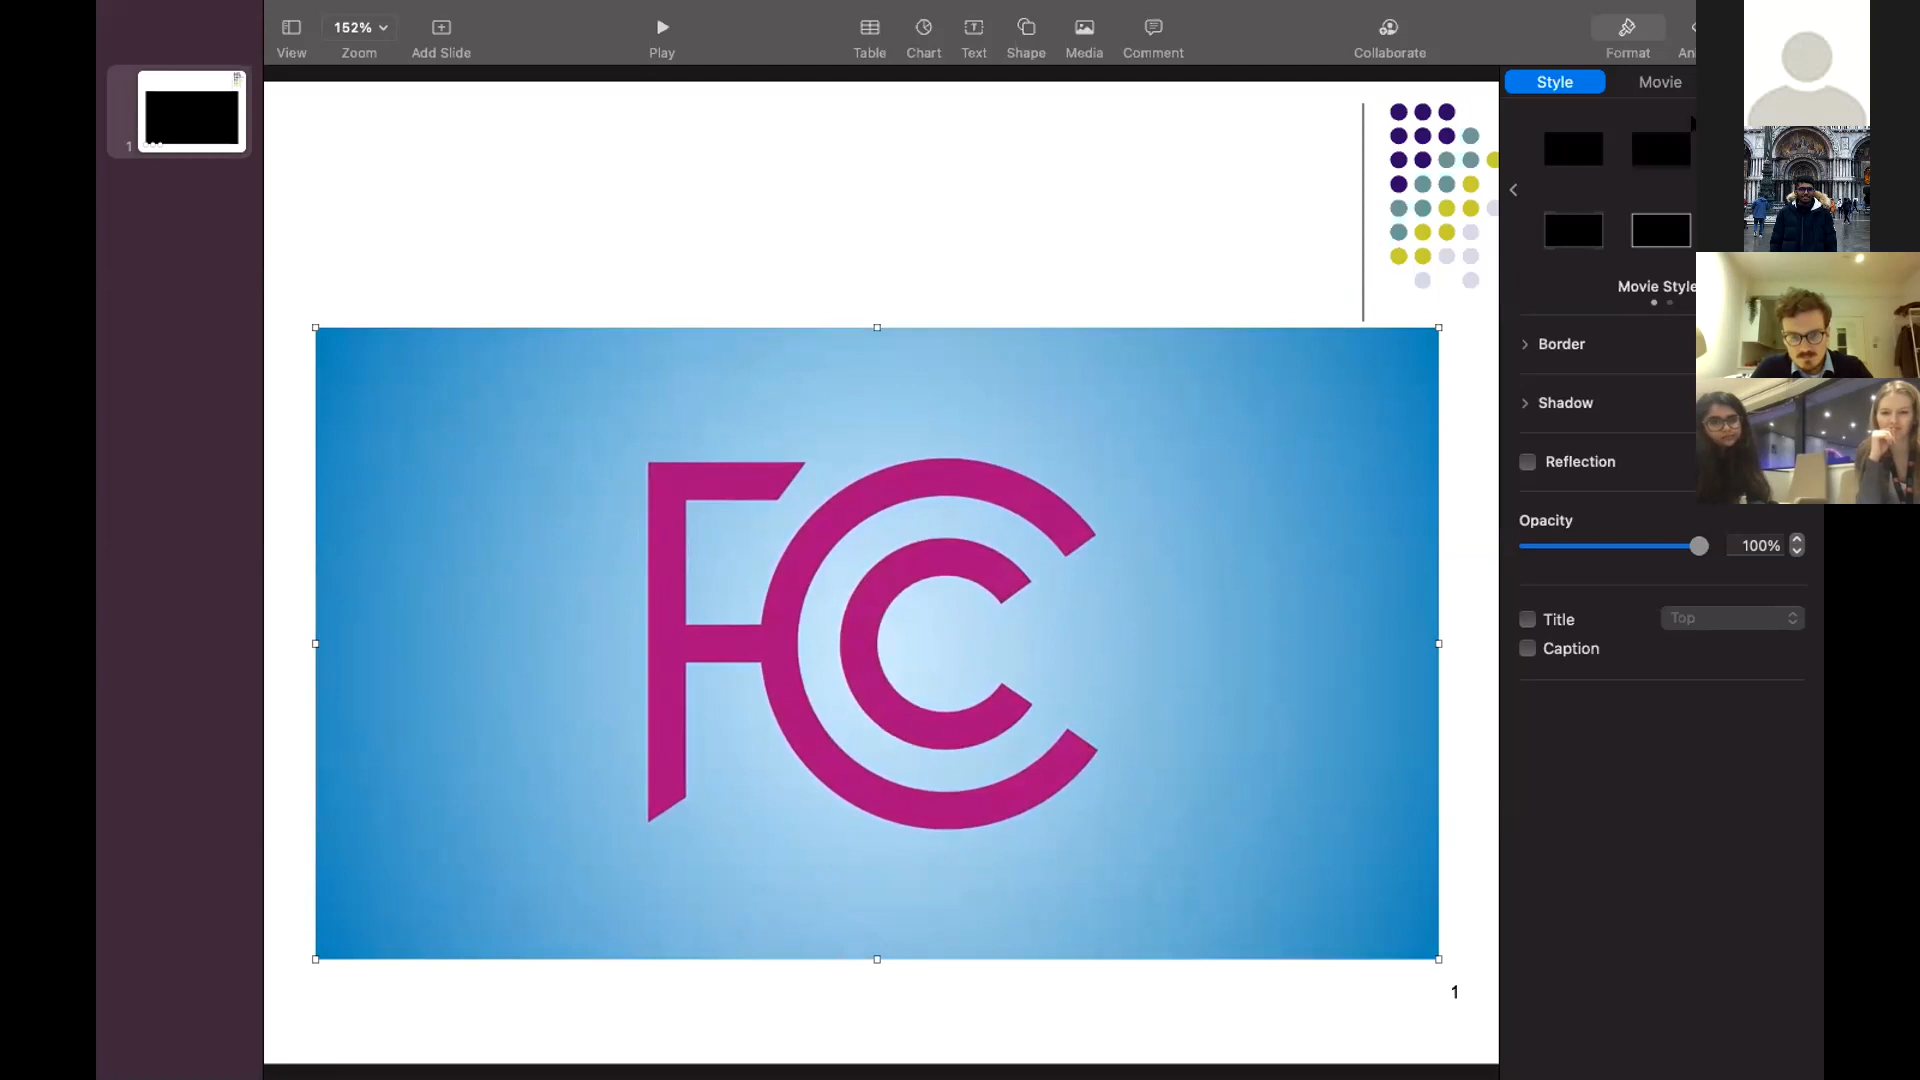 152%
View
Zoom
Add Slide
Play
Table
Chart
Text
Shape
Media
Comment
Collaborate
Format
Style
Movie
1
Movie Style
Border
Shadow
Reflection
Opacity
100%
Title
Top
Caption
FCC
1